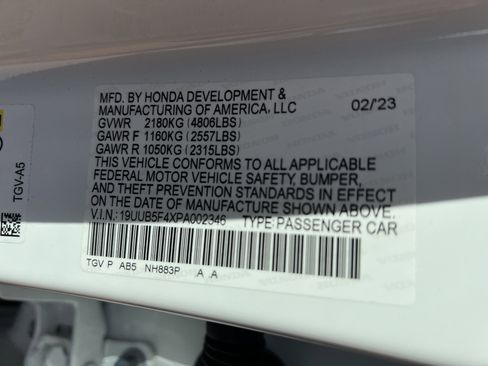 MFD. BY HONDA DEVELOPMENT &
MANUFACTURING OF AMERICA, LLC 02/'23
GVWR 2180KG (4806LBS)
GAWR F 1160KG (2557LBS)
GAWR R 1050KG (2315LBS)
THIS VEHICLE CONFORMS TO ALL APPLICABLE
FEDERAL MOTOR VEHICLE SAFETY, BUMPER,
AND THEFT PREVENTION STANDARDS IN EFFECT
ON THE DATE OF MANUFACTURE SHOWN ABOVE.
V.I.N.: 19UUB5F4XPA002346 TYPE:PASSENGER CAR
TGV P AB5 NH883P A A
TGV-A5